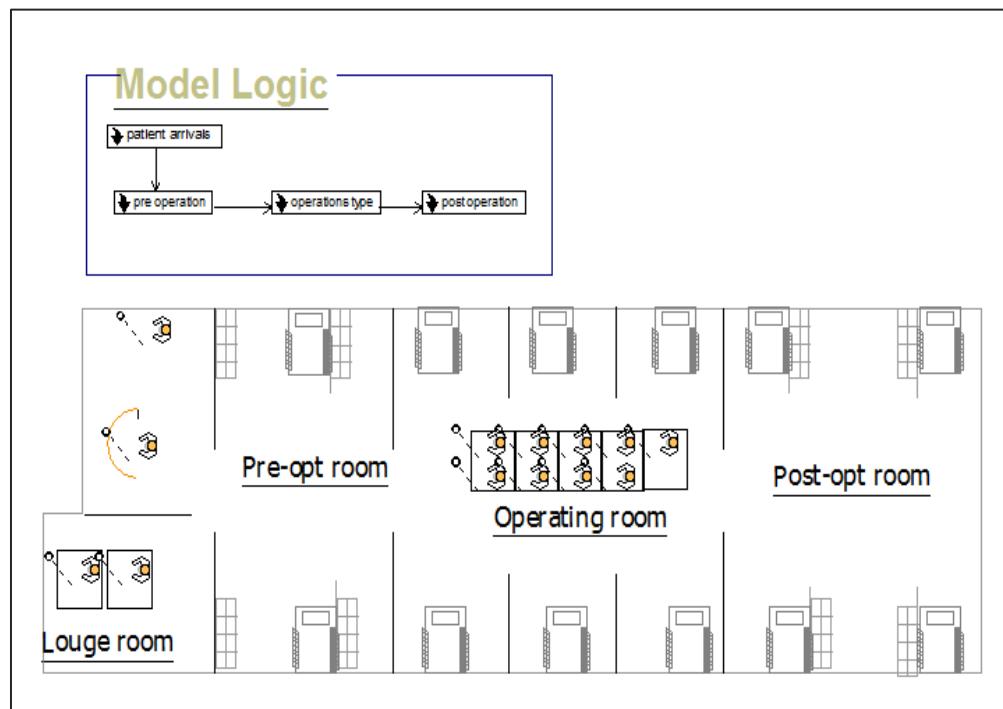 Model Logic
patient arrivals
pre operation
operations type
post operation
Pre-opt room
Operating room
Post-opt room
Louge room